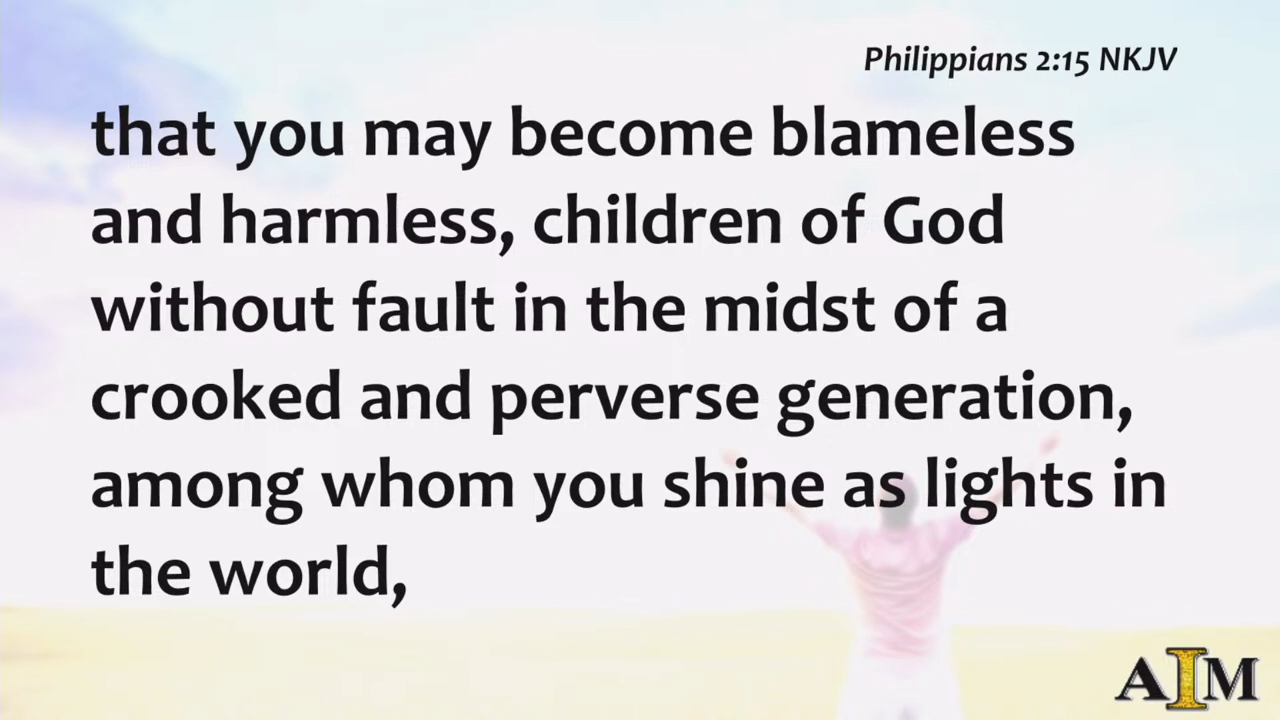 Philippians 2:15 NKJV
that you may become blameless
and harmless, children of God
without fault in the midst of a
crooked and perverse generation,
among whom you shine as lights in
the world,
AIM